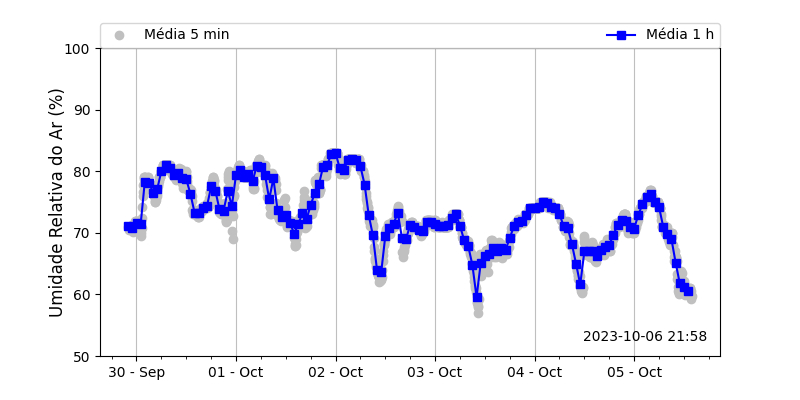 Média 5 min
Média 1 h
Umidade Relativa do Ar (%)
100
90
80
70
60
50
2023-10-06 21:58
30 - Sep
01 - Oct
02 - Oct
03 - Oct
04 - Oct
05 - Oct